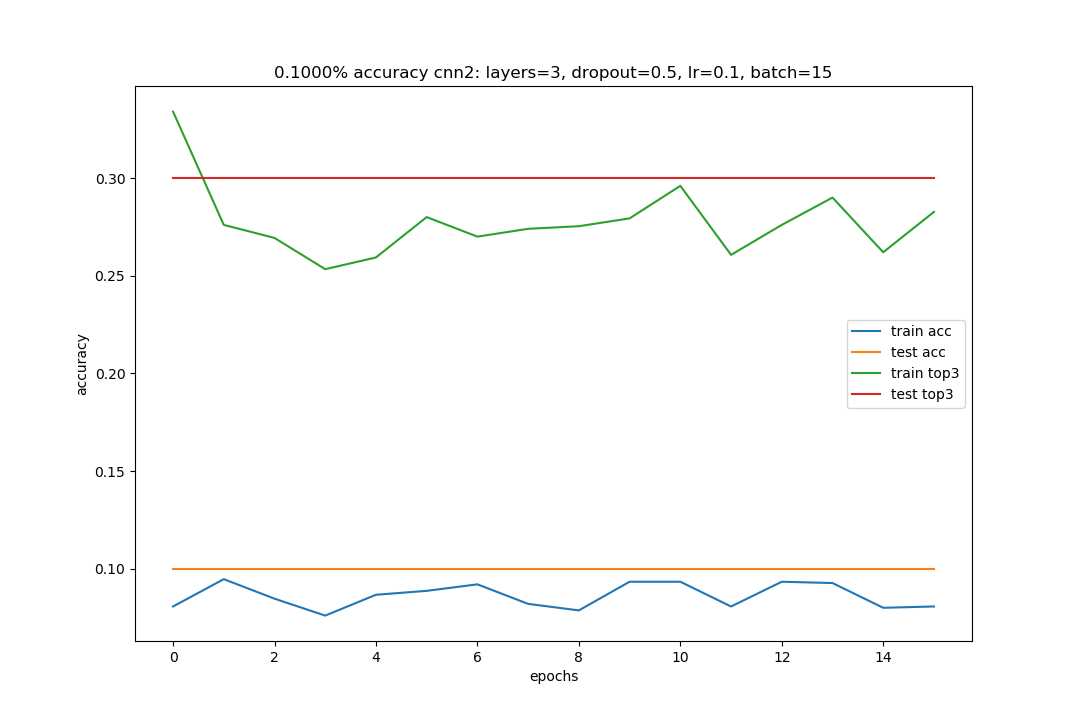 0.1000% accuracy cnn2: layers=3, dropout=0.5, lr=0.1, batch=15
accuracy
0.30
0.25
0.20
0.15
0.10
train acc
test acc
train top3
test top3
0 2 4 6 8 10 12 14
epochs